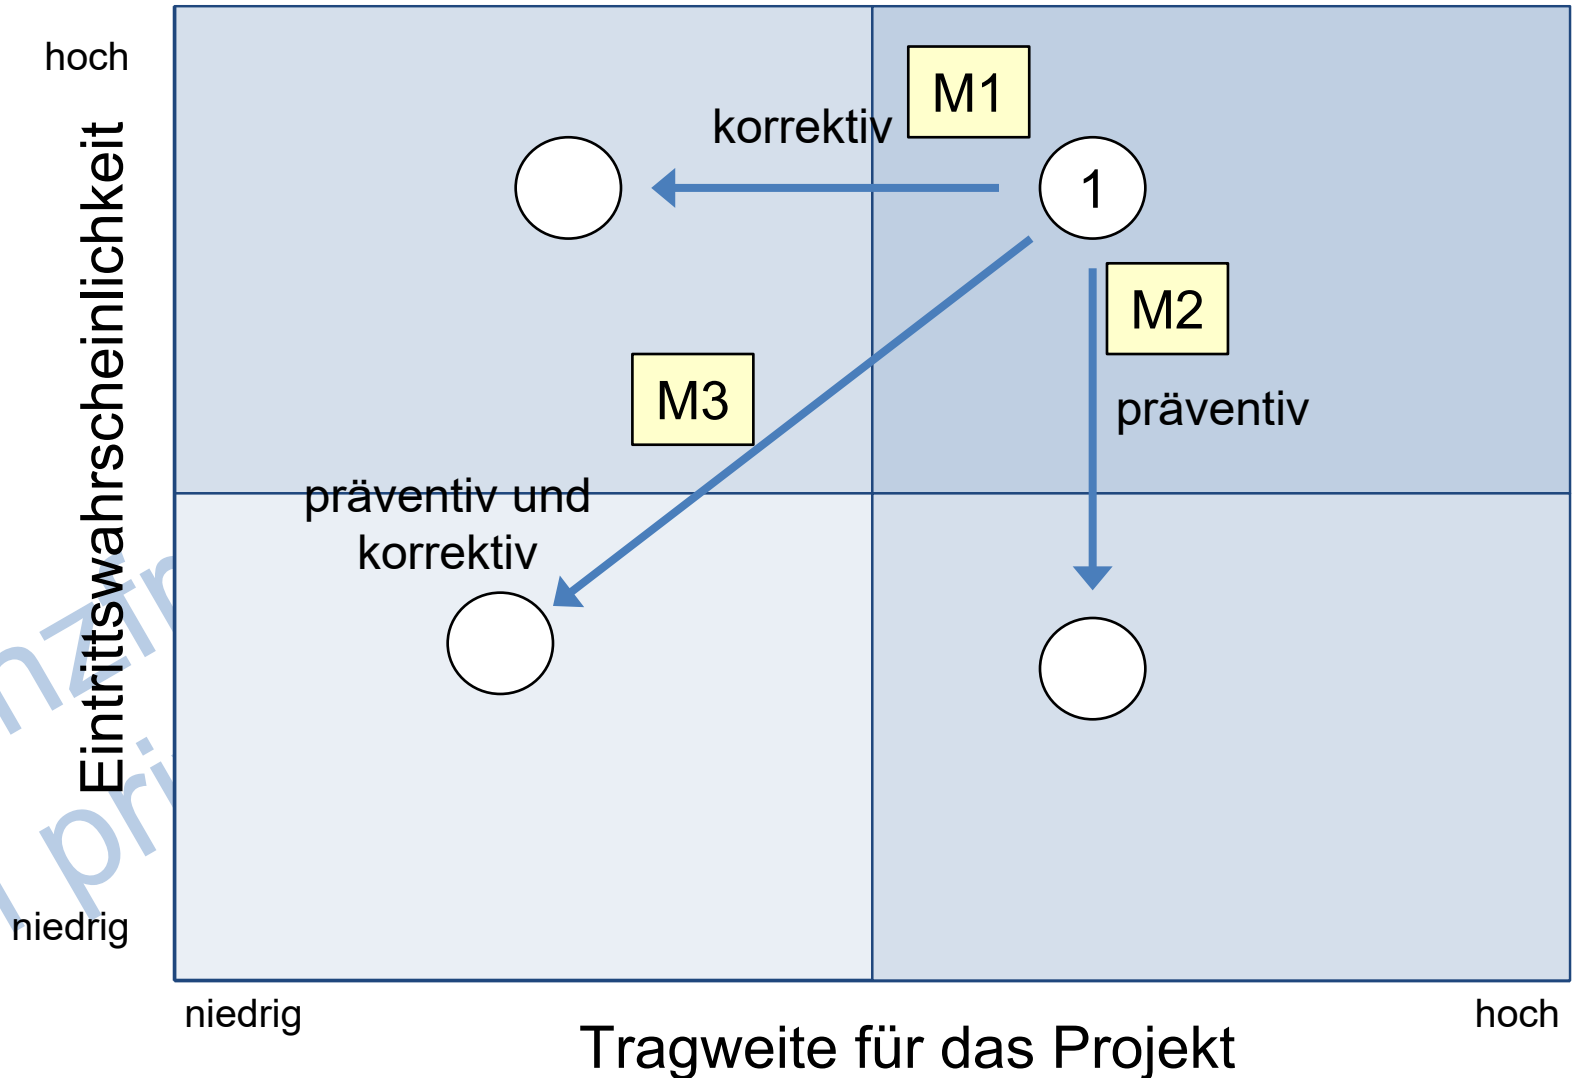 hoch
M1
korrektiv
1
M2
M3
präventiv
präventiv und
korrektiv
Eintrittswahrscheinlichkeit
niedrig
niedrig
hoch
Tragweite für das Projekt